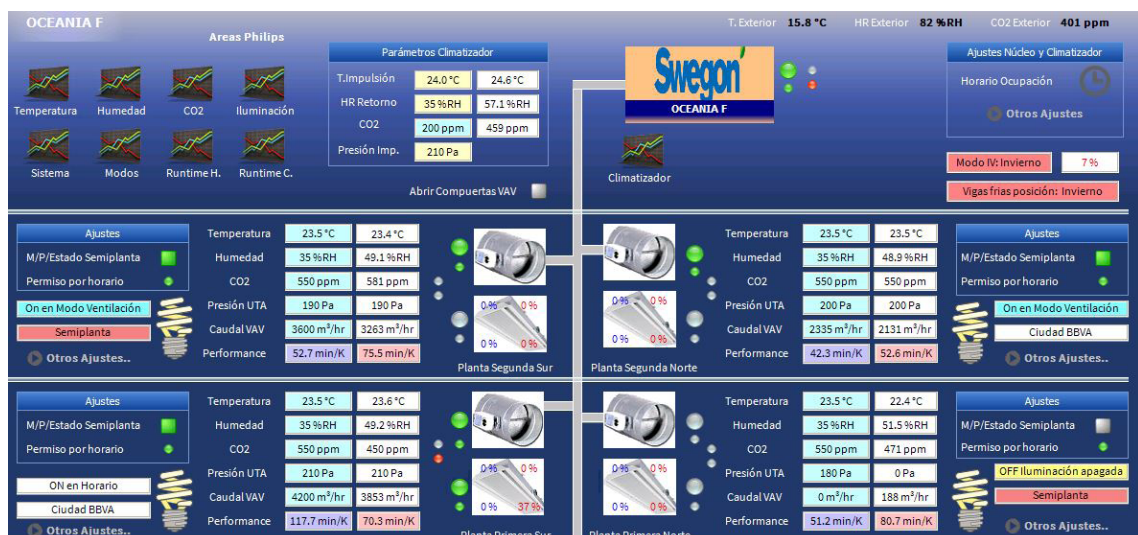 OCEANIA F
T. Exterior 15.8 °C HR Exterior 82 %RH CO2 Exterior 401 ppm
Areas Philips
Temperatura Humedad CO2 Iluminación
Sistema Modos Runtime H. Runtime C.
Parámetros Climatizador
T.Impulsión 24.0 °C 24.6 °C
HR Retorno 35 %RH 57.1 %RH
CO2 200 ppm 459 ppm
Presión Imp. 210 Pa
Abrir Compuertas VAV
Swegon
OCEANIA F
Climatizador
Ajustes Núcleo y Climatizador
Horario Ocupación
Otros Ajustes
Modo IV: Invierno 7 %
Vigas frias posición: Invierno
Ajustes
M/P/Estado Semiplanta
Permiso por horario
On en Modo Ventilación
Semiplanta
Otros Ajustes..
Temperatura 23.5 °C 23.4 °C
Humedad 35 %RH 49.1 %RH
CO2 550 ppm 581 ppm
Presión UTA 190 Pa 190 Pa
Caudal VAV 3600 m³/hr 3263 m³/hr
Performance 52.7 min/K 75.5 min/K
0 % 0 %
0 % 0 %
Planta Segunda Sur
0 % 0 %
0 % 0 %
Planta Segunda Norte
Temperatura 23.5 °C 23.5 °C
Humedad 35 %RH 48.9 %RH
CO2 550 ppm 550 ppm
Presión UTA 200 Pa 200 Pa
Caudal VAV 2335 m³/hr 2131 m³/hr
Performance 42.3 min/K 52.6 min/K
Ajustes
M/P/Estado Semiplanta
Permiso por horario
On en Modo Ventilación
Ciudad BBVA
Otros Ajustes..
Ajustes
M/P/Estado Semiplanta
Permiso por horario
ON en Horario
Ciudad BBVA
Otros Ajustes..
Temperatura 23.5 °C 23.6 °C
Humedad 35 %RH 49.2 %RH
CO2 550 ppm 450 ppm
Presión UTA 210 Pa 210 Pa
Caudal VAV 4200 m³/hr 3853 m³/hr
Performance 117.7 min/K 70.3 min/K
0 % 0 %
0 % 37 %
Planta Primera Sur
0 % 0 %
0 % 0 %
Planta Primera Norte
Temperatura 23.5 °C 22.4 °C
Humedad 35 %RH 51.5 %RH
CO2 550 ppm 471 ppm
Presión UTA 180 Pa 0 Pa
Caudal VAV 0 m³/hr 188 m³/hr
Performance 51.2 min/K 80.7 min/K
Ajustes
M/P/Estado Semiplanta
Permiso por horario
OFF Iluminación apagada
Semiplanta
Otros Ajustes..